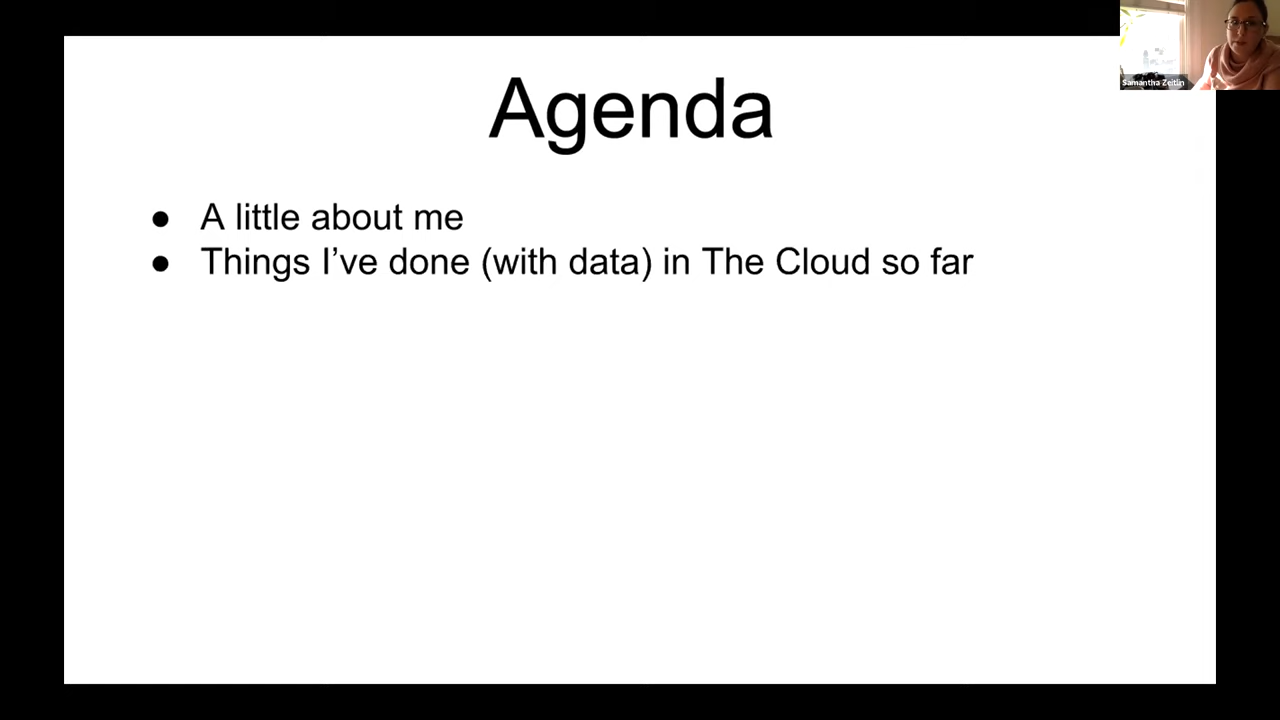 Agenda
● A little about me
● Things I’ve done (with data) in The Cloud so far
Samantha Zeitlin